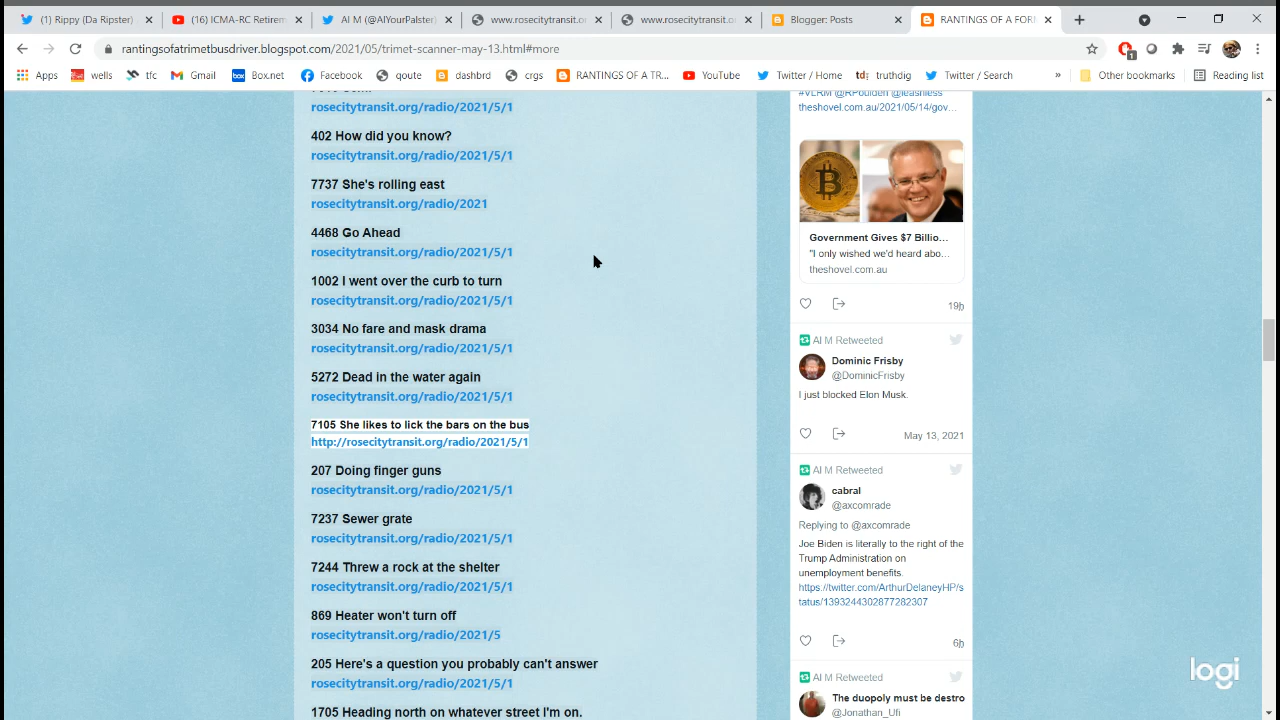 (1) Rippy (Da Ripster)
(16) ICMA-RC Retirem
Al M (@AlYourPalster)
www.rosecitytransit.org
www.rosecitytransit.org
Blogger: Posts
RANTINGS OF A FOR
rantingsofatrimetbusdriver.blogspot.com/2021/05/trimet-scanner-may-13.html#more
1
Apps
wells
tfc
Gmail
Box.net
Facebook
qoute
dashbrd
crgs
RANTINGS OF A TR...
YouTube
Twitter / Home
truthdig
Twitter / Search
»
Other bookmarks
Reading list
rosecitytransit.org/radio/2021/5/1
402 How did you know?
rosecitytransit.org/radio/2021/5/1
7737 She's rolling east
rosecitytransit.org/radio/2021
4468 Go Ahead
rosecitytransit.org/radio/2021/5/1
1002 I went over the curb to turn
rosecitytransit.org/radio/2021/5/1
3034 No fare and mask drama
rosecitytransit.org/radio/2021/5/1
5272 Dead in the water again
rosecitytransit.org/radio/2021/5/1
7105 She likes to lick the bars on the bus
http://rosecitytransit.org/radio/2021/5/1
207 Doing finger guns
rosecitytransit.org/radio/2021/5/1
7237 Sewer grate
rosecitytransit.org/radio/2021/5/1
7244 Threw a rock at the shelter
rosecitytransit.org/radio/2021/5/1
869 Heater won't turn off
rosecitytransit.org/radio/2021/5
205 Here's a question you probably can't answer
rosecitytransit.org/radio/2021/5/1
1705 Heading north on whatever street I'm on.
#VLRM @RPoulden @leashless
theshovel.com.au/2021/05/14/gov...
Government Gives $7 Billio...
"I only wished we'd heard abo...
theshovel.com.au
19h
Al M Retweeted
Dominic Frisby
@DominicFrisby
I just blocked Elon Musk.
May 13, 2021
Al M Retweeted
cabral
@axcomrade
Replying to @axcomrade
Joe Biden is literally to the right of the
Trump Administration on
unemployment benefits.
https://twitter.com/ArthurDelaneyHP/s
tatus/1393244302877282307
6h
Al M Retweeted
The duopoly must be destro
@Jonathan_Ufi
logi